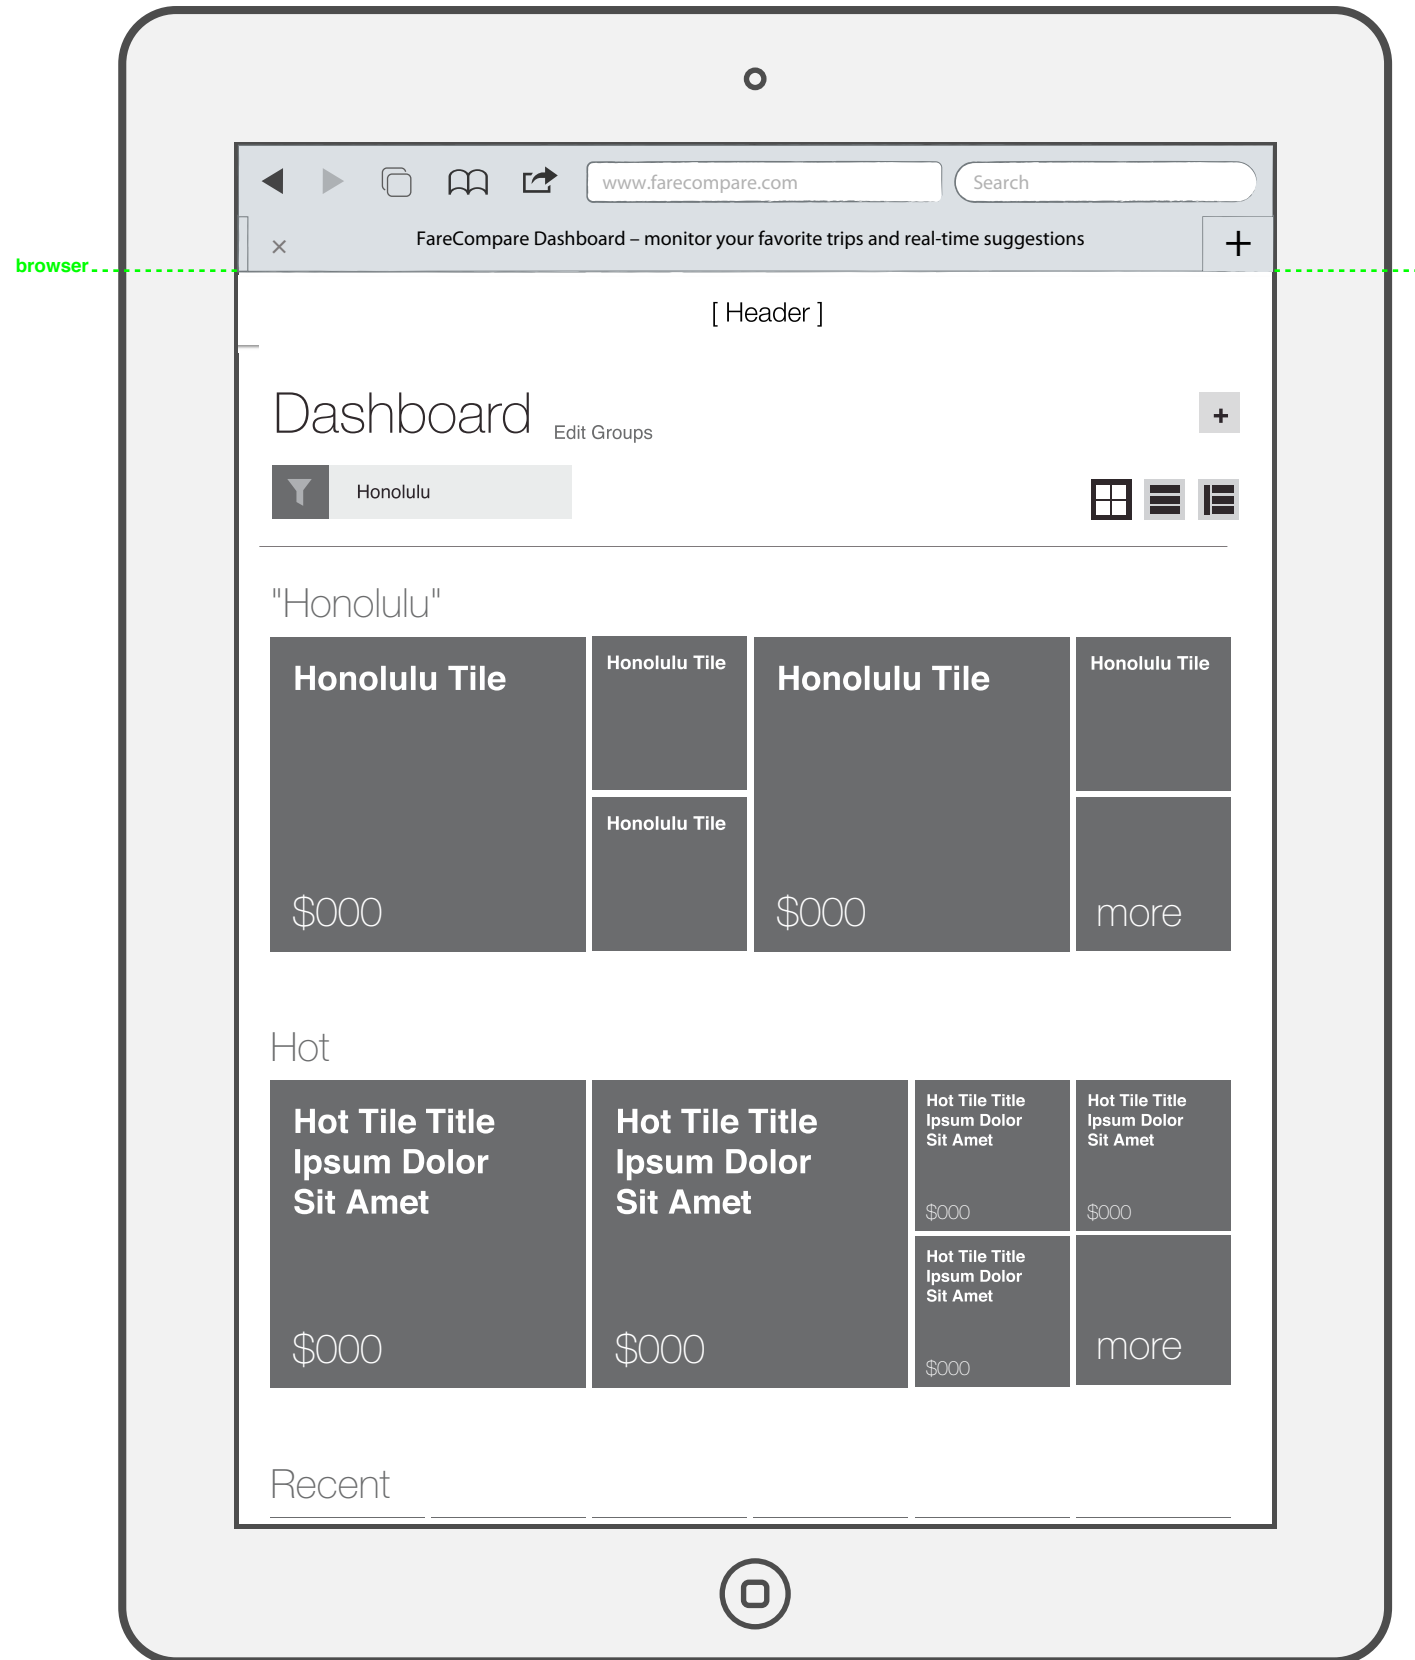 www.farecompare.com
Search
×
FareCompare Dashboard – monitor your favorite trips and real-time suggestions
+
browser
[ Header ]
Dashboard
Edit Groups
+
Honolulu
"Honolulu"
Honolulu Tile
$000
Honolulu Tile
Honolulu Tile
Honolulu Tile
$000
Honolulu Tile
more
Hot
Hot Tile Title
Ipsum Dolor
Sit Amet
$000
Hot Tile Title
Ipsum Dolor
Sit Amet
$000
Hot Tile Title
Ipsum Dolor
Sit Amet
$000
Hot Tile Title
Ipsum Dolor
Sit Amet
$000
Hot Tile Title
Ipsum Dolor
Sit Amet
$000
more
Recent